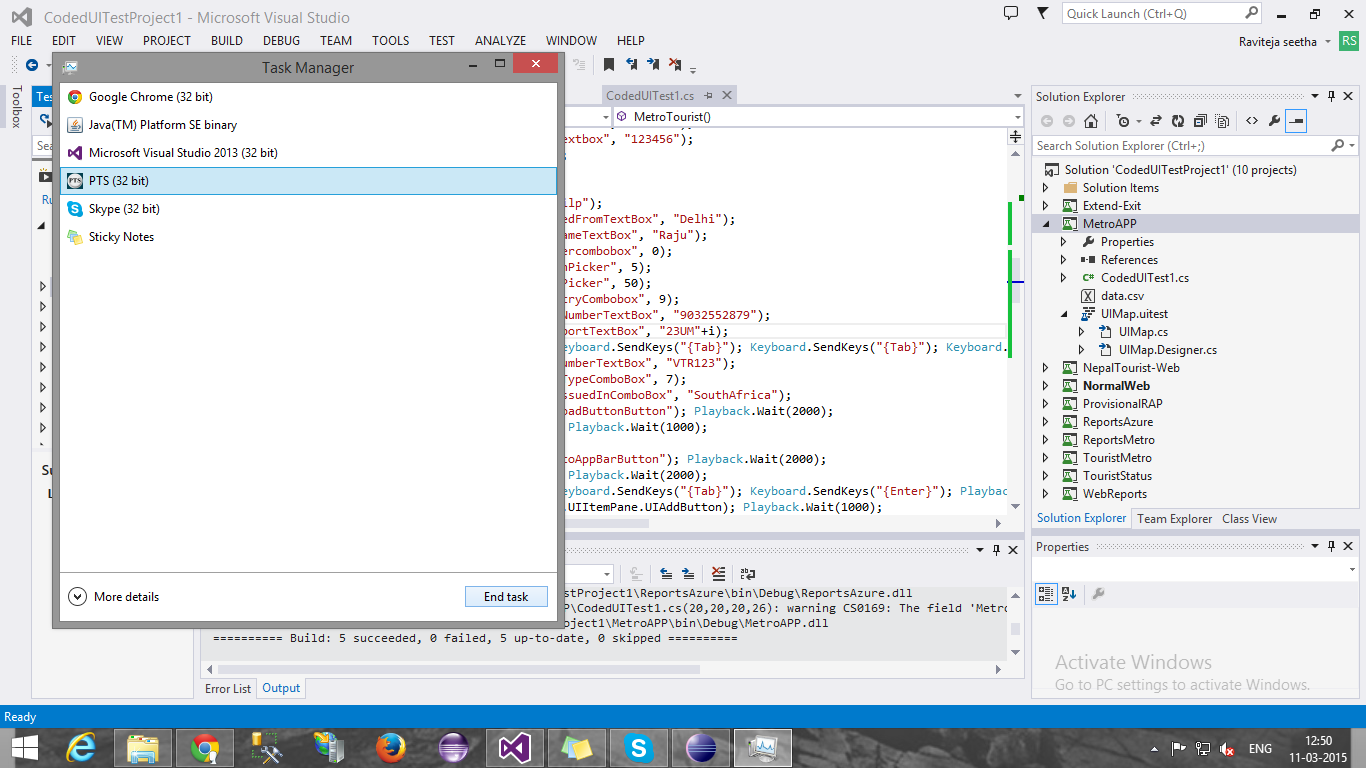 CodedUITestProject1 - Microsoft Visual Studio
Quick Launch (Ctrl+Q)
FILE EDIT VIEW PROJECT BUILD DEBUG TEAM TOOLS TEST ANALYZE WINDOW HELP
Raviteja seetha RS
Toolbox
Tes
Sea
Ru
Su
L
Task Manager
Google Chrome (32 bit)
Java(TM) Platform SE binary
Microsoft Visual Studio 2013 (32 bit)
PTS PTS (32 bit)
Skype (32 bit)
Sticky Notes
More details
End task
CodedUITest1.cs
MetroTourist()
extbox", "123456");
;
ilp");
edFromTextBox", "Delhi");
ameTextBox", "Raju");
ercombobox", 0);
nPicker", 5);
Picker", 50);
tryCombobox", 9);
NumberTextBox", "9032552879");
portTextBox", "23UM"+i);
eyboard.SendKeys("{Tab}"); Keyboard.SendKeys("{Tab}"); Keyboard.
umberTextBox", "VTR123");
TypeComboBox", 7);
ssuedInComboBox", "SouthAfrica");
oadButtonButton"); Playback.Wait(2000);
Playback.Wait(1000);
toAppBarButton"); Playback.Wait(2000);
Playback.Wait(2000);
eyboard.SendKeys("{Tab}"); Keyboard.SendKeys("{Enter}"); Playbac
.UIItemPane.UIAddButton); Playback.Wait(1000);
stProject1\ReportsAzure\bin\Debug\ReportsAzure.dll
P\CodedUITest1.cs(20,20,20,26): warning CS0169: The field 'Metro
oject1\MetroAPP\bin\Debug\MetroAPP.dll
========== Build: 5 succeeded, 0 failed, 5 up-to-date, 0 skipped ==========
Error List Output
Solution Explorer
Search Solution Explorer (Ctrl+;)
Solution 'CodedUITestProject1' (10 projects)
Solution Items
Extend-Exit
MetroAPP
Properties
References
C# CodedUITest1.cs
data.csv
UIMap.uitest
UIMap.cs
UIMap.Designer.cs
NepalTourist-Web
NormalWeb
ProvisionalRAP
ReportsAzure
ReportsMetro
TouristMetro
TouristStatus
WebReports
Solution Explorer Team Explorer Class View
Properties
Activate Windows
Go to PC settings to activate Windows.
Ready
ENG
12:50
11-03-2015